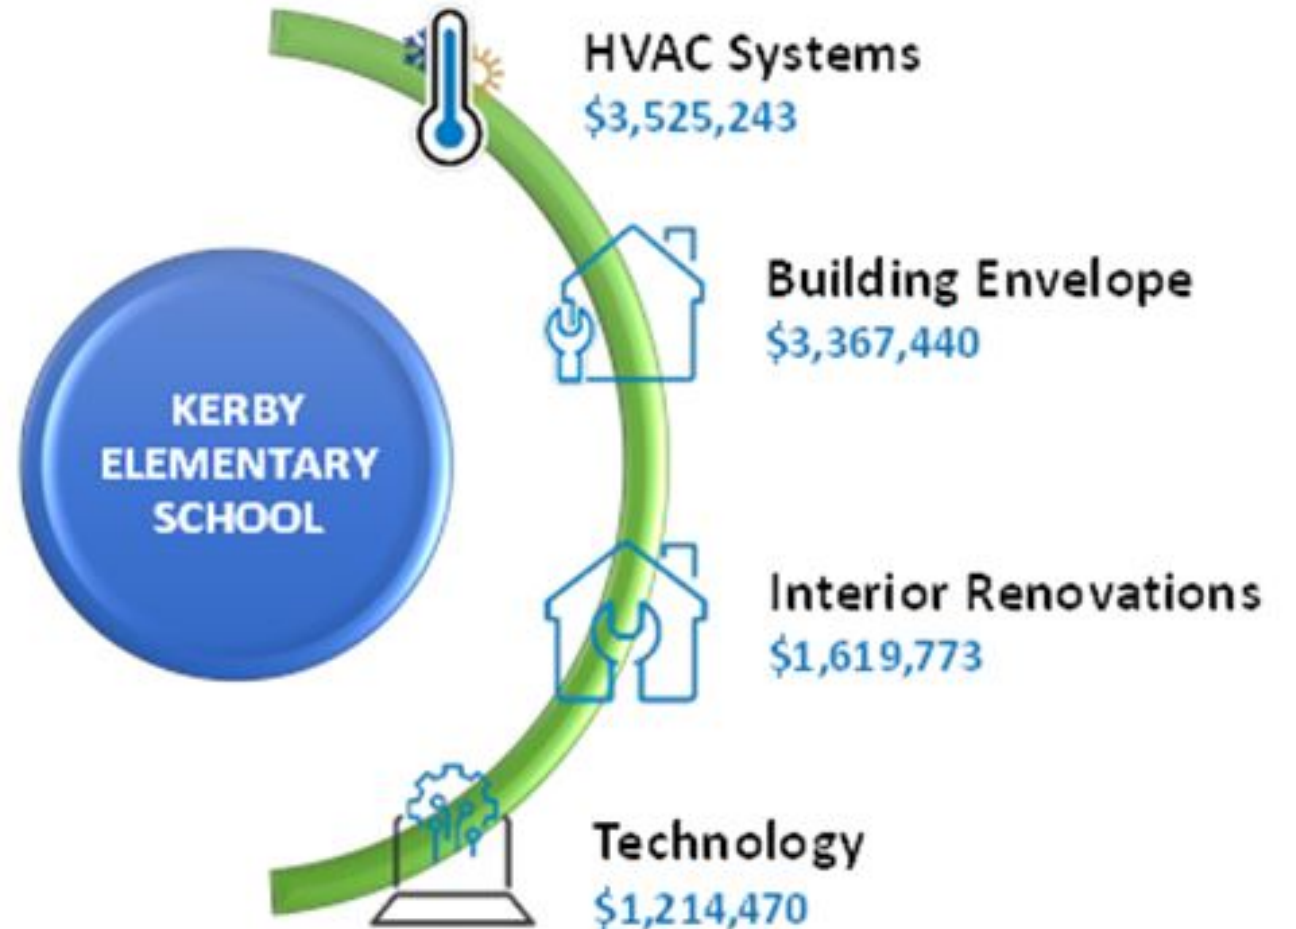 HVAC Systems
$3,525,243
Building Envelope
$3,367,440
KERBY
ELEMENTARY
SCHOOL
Interior Renovations
$1,619,773
Technology
$1,214,470